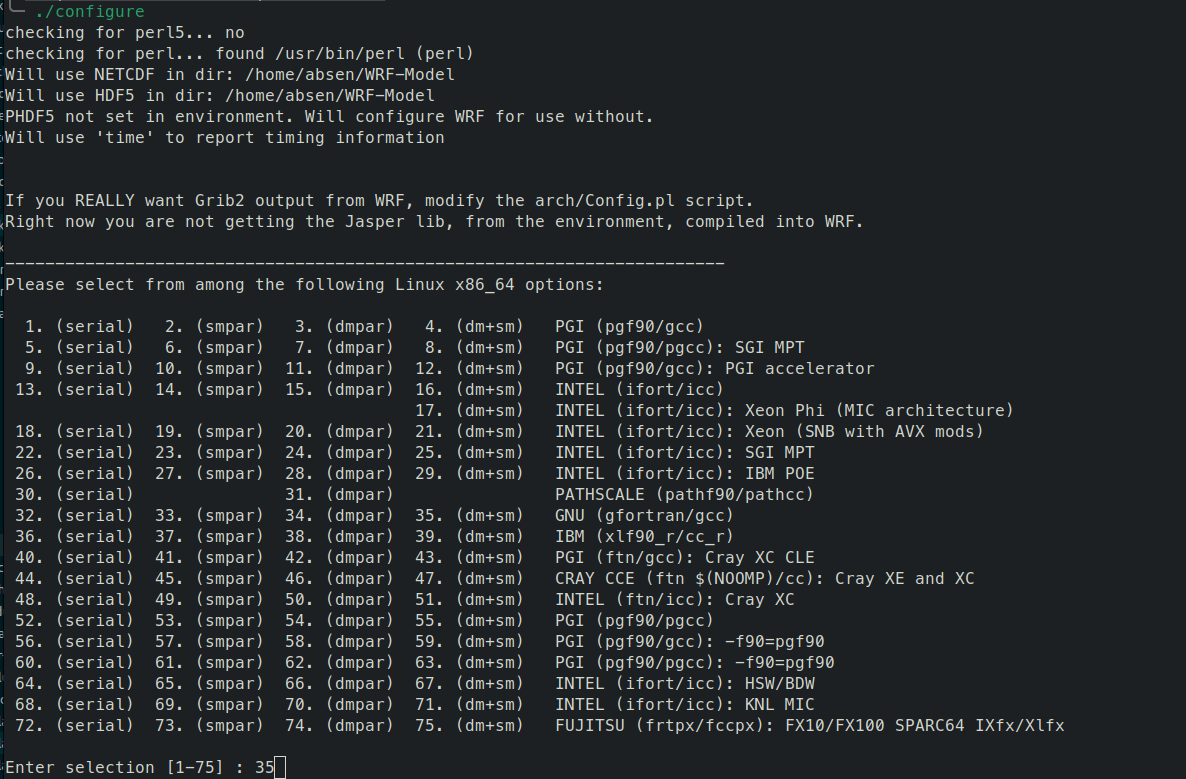 ./configure
checking for perl5... no
checking for perl... found /usr/bin/perl (perl)
Will use NETCDF in dir: /home/absen/WRF-Model
Will use HDF5 in dir: /home/absen/WRF-Model
PHDF5 not set in environment. Will configure WRF for use without.
Will use 'time' to report timing information

If you REALLY want Grib2 output from WRF, modify the arch/Config.pl script.
Right now you are not getting the Jasper lib, from the environment, compiled into WRF.

------------------------------------------------------------------------
Please select from among the following Linux x86_64 options:

  1. (serial)   2. (smpar)   3. (dmpar)   4. (dm+sm)   PGI (pgf90/gcc)
  5. (serial)   6. (smpar)   7. (dmpar)   8. (dm+sm)   PGI (pgf90/pgcc): SGI MPT
  9. (serial)  10. (smpar)  11. (dmpar)  12. (dm+sm)   PGI (pgf90/gcc): PGI accelerator
 13. (serial)  14. (smpar)  15. (dmpar)  16. (dm+sm)   INTEL (ifort/icc)
                                         17. (dm+sm)   INTEL (ifort/icc): Xeon Phi (MIC architecture)
 18. (serial)  19. (smpar)  20. (dmpar)  21. (dm+sm)   INTEL (ifort/icc): Xeon (SNB with AVX mods)
 22. (serial)  23. (smpar)  24. (dmpar)  25. (dm+sm)   INTEL (ifort/icc): SGI MPT
 26. (serial)  27. (smpar)  28. (dmpar)  29. (dm+sm)   INTEL (ifort/icc): IBM POE
 30. (serial)               31. (dmpar)                PATHSCALE (pathf90/pathcc)
 32. (serial)  33. (smpar)  34. (dmpar)  35. (dm+sm)   GNU (gfortran/gcc)
 36. (serial)  37. (smpar)  38. (dmpar)  39. (dm+sm)   IBM (xlf90_r/cc_r)
 40. (serial)  41. (smpar)  42. (dmpar)  43. (dm+sm)   PGI (ftn/gcc): Cray XC CLE
 44. (serial)  45. (smpar)  46. (dmpar)  47. (dm+sm)   CRAY CCE (ftn $(NOOMP)/cc): Cray XE and XC
 48. (serial)  49. (smpar)  50. (dmpar)  51. (dm+sm)   INTEL (ftn/icc): Cray XC
 52. (serial)  53. (smpar)  54. (dmpar)  55. (dm+sm)   PGI (pgf90/pgcc)
 56. (serial)  57. (smpar)  58. (dmpar)  59. (dm+sm)   PGI (pgf90/gcc): -f90=pgf90
 60. (serial)  61. (smpar)  62. (dmpar)  63. (dm+sm)   PGI (pgf90/pgcc): -f90=pgf90
 64. (serial)  65. (smpar)  66. (dmpar)  67. (dm+sm)   INTEL (ifort/icc): HSW/BDW
 68. (serial)  69. (smpar)  70. (dmpar)  71. (dm+sm)   INTEL (ifort/icc): KNL MIC
 72. (serial)  73. (smpar)  74. (dmpar)  75. (dm+sm)   FUJITSU (frtpx/fccpx): FX10/FX100 SPARC64 IXfx/Xlfx

Enter selection [1-75] : 35